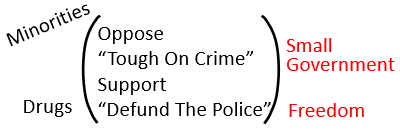 Minorities
Drugs
Oppose
“Tough On Crime”
Support
“Defund The Police”
Small
Government
Freedom